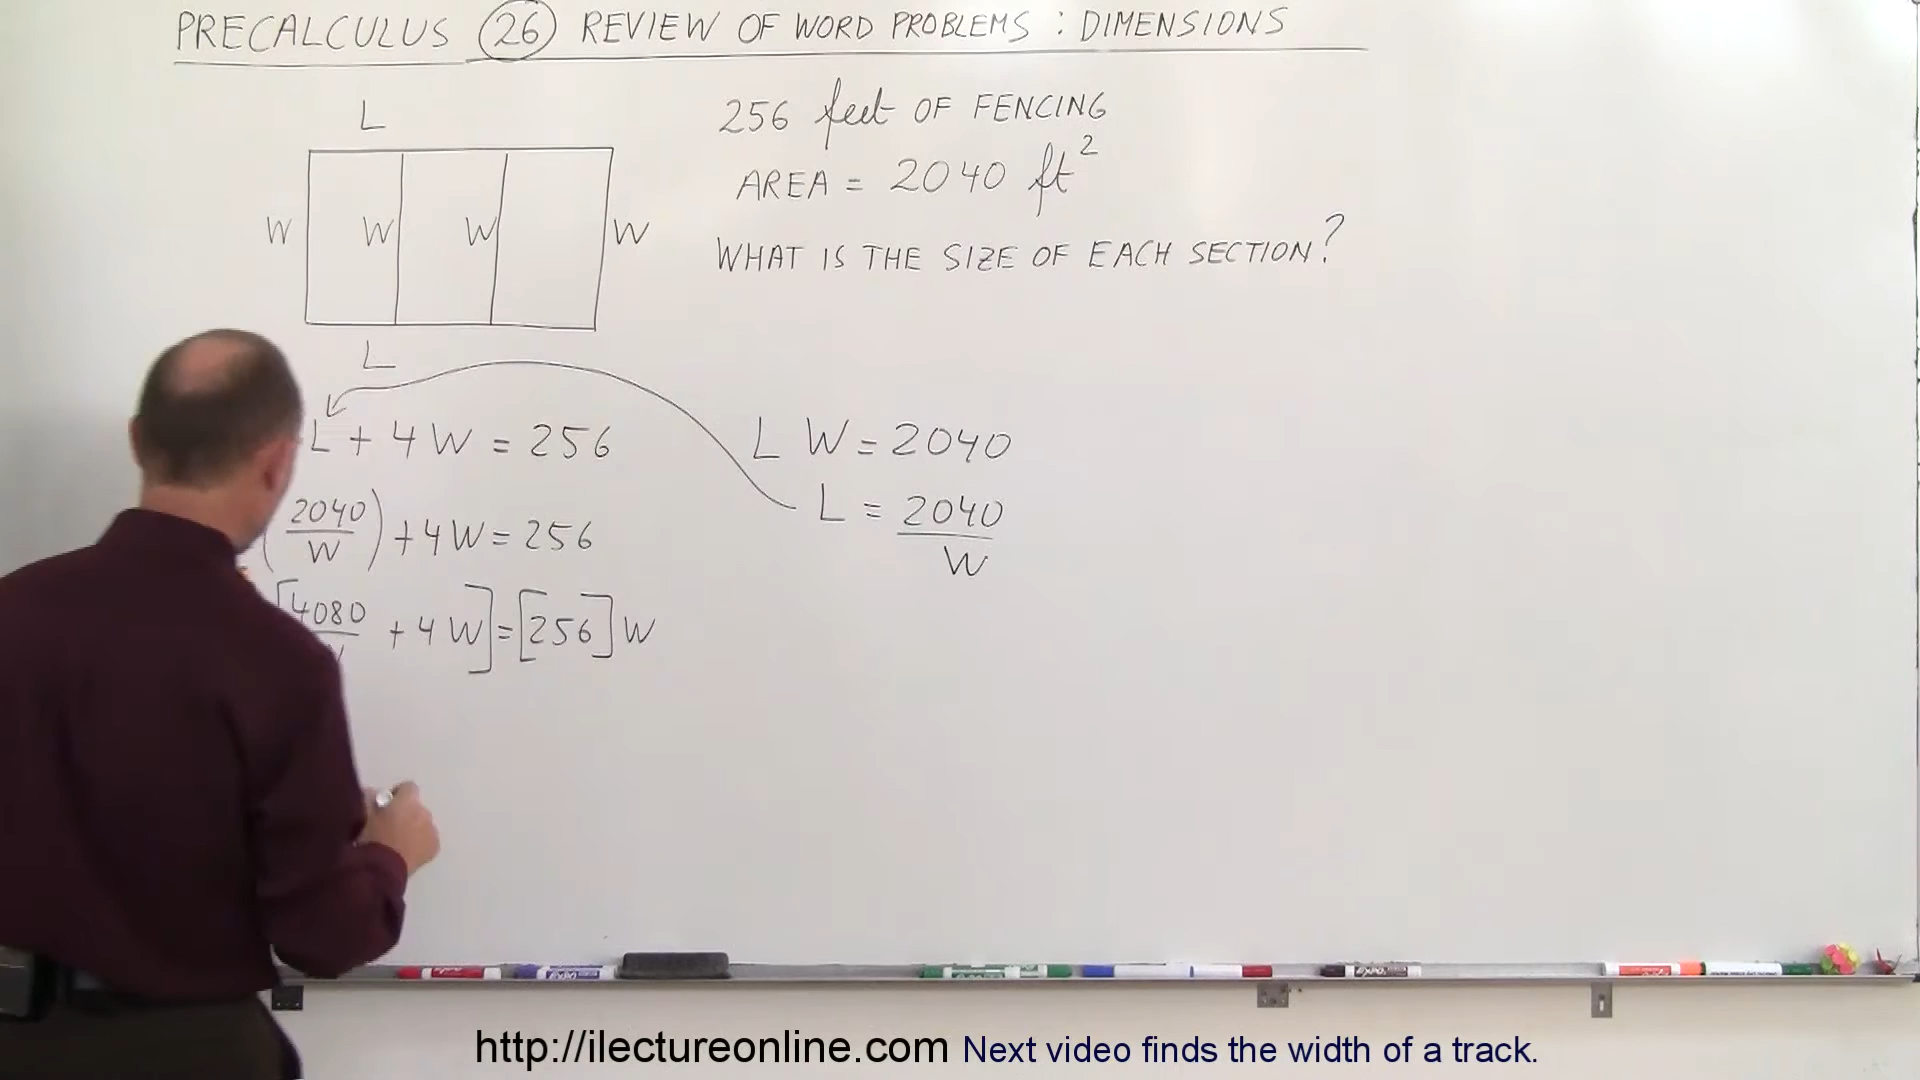 PRECALCULUS 26 REVIEW OF WORD PROBLEMS : DIMENSIONS
L
256 feet OF FENCING
AREA = 2040 ft²
W W W W
WHAT IS THE SIZE OF EACH SECTION?
L
L + 4W = 256
L W = 2040
(2040/W) + 4W = 256
L = 2040/W
[4080/ + 4W] = [256] W
http://ilectureonline.com Next video finds the width of a track.